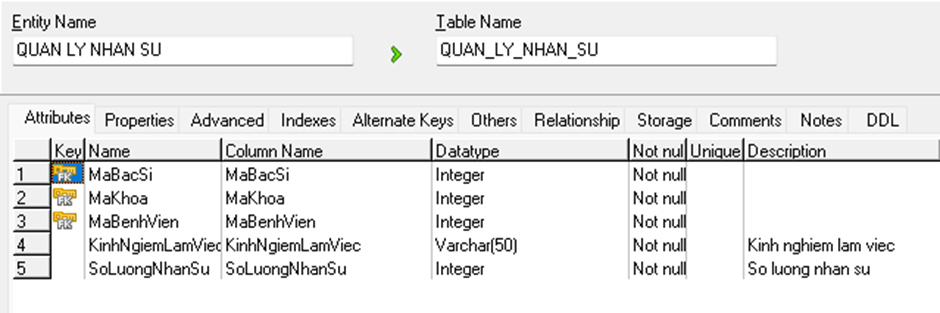 Entity Name Table Name
QUAN LY NHAN SU QUAN_LY_NHAN_SU
Attributes Properties Advanced Indexes Alternate Keys Others Relationship Storage Comments Notes DDL
Key Name Column Name Datatype Not nul Unique Description
1 FK MaBacSi MaBacSi Integer Not null
2 FK MaKhoa MaKhoa Integer Not null
3 FK MaBenhVien MaBenhVien Integer Not null
4 KinhNgiemLamViec KinhNgiemLamViec Varchar(50) Not null Kinh nghiem lam viec
5 SoLuongNhanSu SoLuongNhanSu Integer Not null So luong nhan su